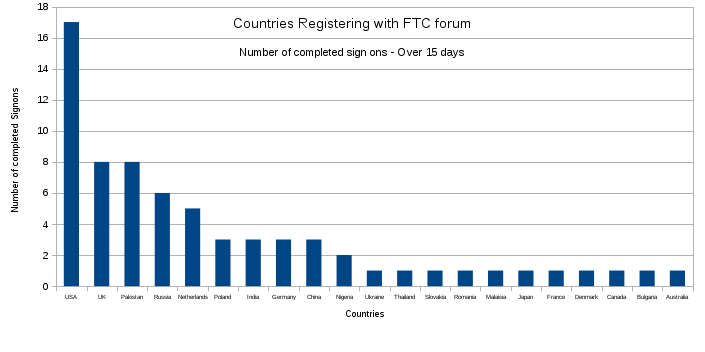 Countries Registering with FTC forum
Number of completed sign ons - Over 15 days
Number of completed Signons
18
16
14
12
10
8
6
4
2
0
USA UK Pakistan Russia Netherlands Poland India Germany China Nigeria Ukraine Thailand Slovakia Romania Malaisia Japan France Denmark Canada Bulgaria Australia
Countries